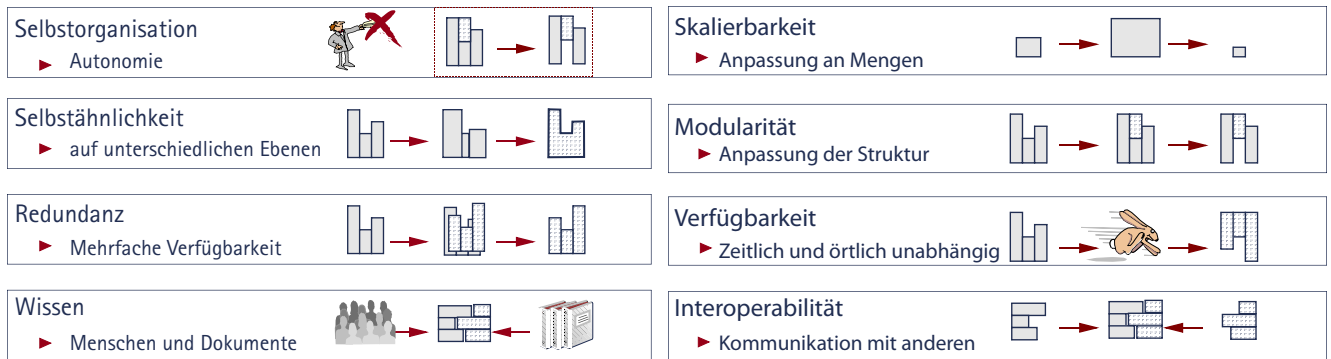 Selbstorganisation
Autonomie
Selbstähnlichkeit
auf unterschiedlichen Ebenen
Redundanz
Mehrfache Verfügbarkeit
Wissen
Menschen und Dokumente
Skalierbarkeit
Anpassung an Mengen
Modularität
Anpassung der Struktur
Verfügbarkeit
Zeitlich und örtlich unabhängig
Interoperabilität
Kommunikation mit anderen